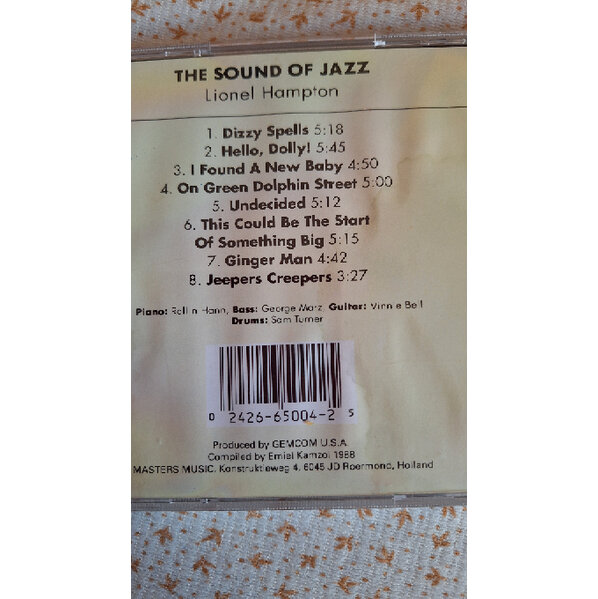 THE SOUND OF JAZZ
Lionel Hampton
1. Dizzy Spells 5:18
2. Hello, Dolly! 5:45
3. I Found A New Baby 4:50
4. On Green Dolphin Street 5:00
5. Undecided 5:12
6. This Could Be The Start
Of Something Big 5:15
7. Ginger Man 4:42
8. Jeepers Creepers 3:27
Piano: Hann, Bass: George Marz, Guitar: Vinnie Bell
Drums: Sam Turner
0 2426-65004-2 5
Produced by GEMCOM U.S.A.
Compiled by Emiel Kamzol 1988
MASTERS MUSIC, Konstruktieweg 4, 6045 JD Roermond, Holland